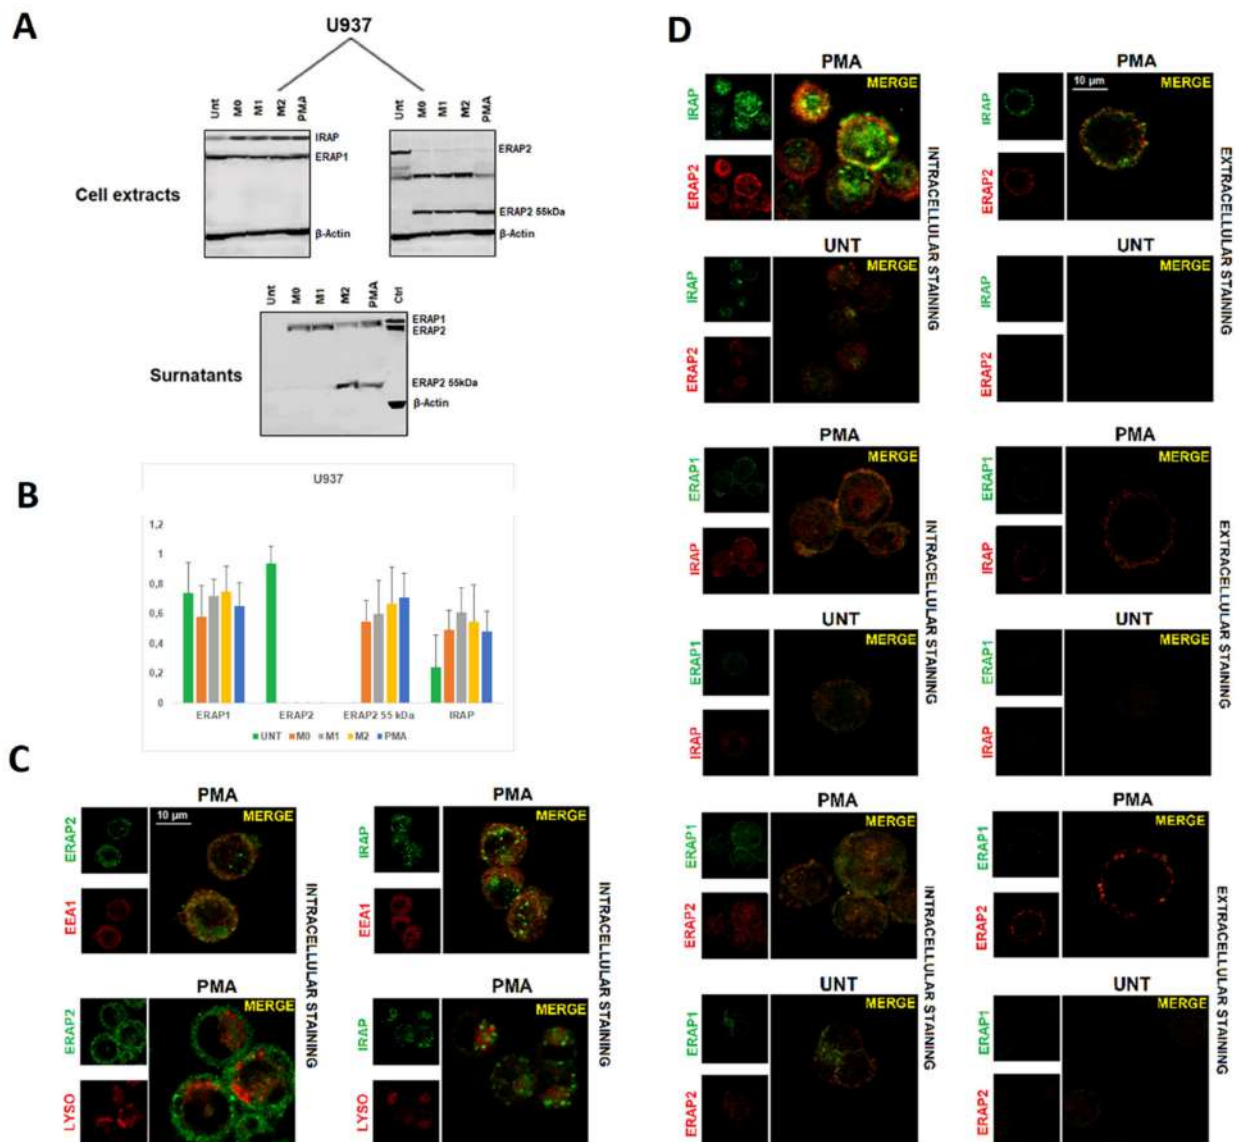 A
U937
Unt M0 M1 M2 PMA
IRAP
ERAP1
Unt M0 M1 M2 PMA
ERAP2
ERAP2 55kDa
β-Actin
β-Actin
Cell extracts
Unt M0 M1 M2 PMA Ctrl
ERAP1
ERAP2
ERAP2 55kDa
β-Actin
Surnatants
B
U937
1,2
1
0,8
0,6
0,4
0,2
0
ERAP1 ERAP2 ERAP2 55 kDa IRAP
UNT M0 M1 M2 PMA
C
PMA
ERAP2
EEA1
10 µm
MERGE
PMA
IRAP
EEA1
MERGE
PMA
ERAP2
LYSO
MERGE
INTRACELLULAR STAINING
PMA
IRAP
LYSO
MERGE
INTRACELLULAR STAINING
D
PMA
IRAP
ERAP2
MERGE
UNT
IRAP
ERAP2
MERGE
INTRACELLULAR STAINING
PMA
IRAP
ERAP2
10 µm
MERGE
UNT
IRAP
ERAP2
MERGE
EXTRACELLULAR STAINING
PMA
ERAP1
IRAP
MERGE
UNT
ERAP1
IRAP
MERGE
INTRACELLULAR STAINING
PMA
ERAP1
IRAP
MERGE
UNT
ERAP1
IRAP
MERGE
EXTRACELLULAR STAINING
PMA
ERAP1
ERAP2
MERGE
UNT
ERAP1
ERAP2
MERGE
INTRACELLULAR STAINING
PMA
ERAP1
ERAP2
MERGE
UNT
ERAP1
ERAP2
MERGE
EXTRACELLULAR STAINING